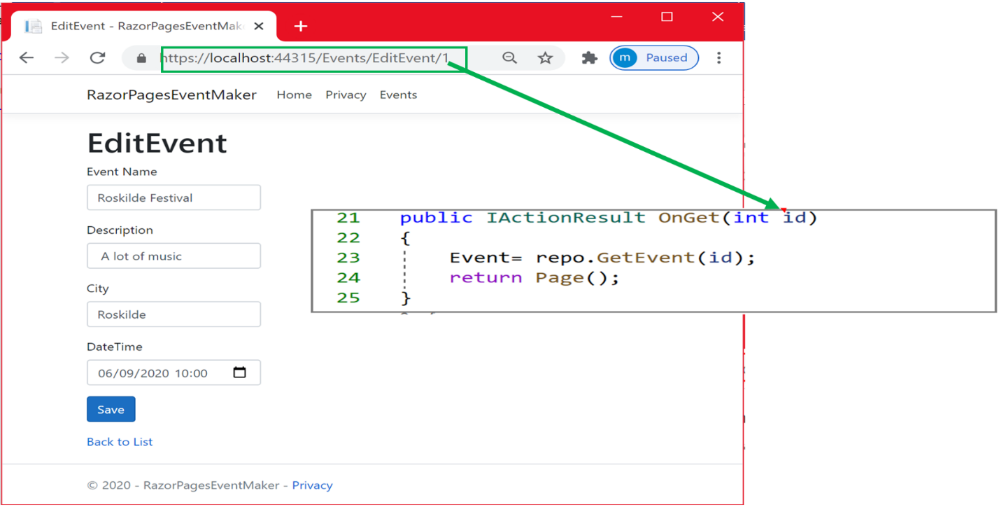 EditEvent - RazorPagesEventMak
https://localhost:44315/Events/EditEvent/1
m Paused
RazorPagesEventMaker Home Privacy Events
EditEvent
Event Name
Roskilde Festival
Description
A lot of music
City
Roskilde
DateTime
06/09/2020 10:00
Save
Back to List
© 2020 - RazorPagesEventMaker - Privacy
21 public IActionResult OnGet(int id)
22 {
23 Event= repo.GetEvent(id);
24 return Page();
25 }